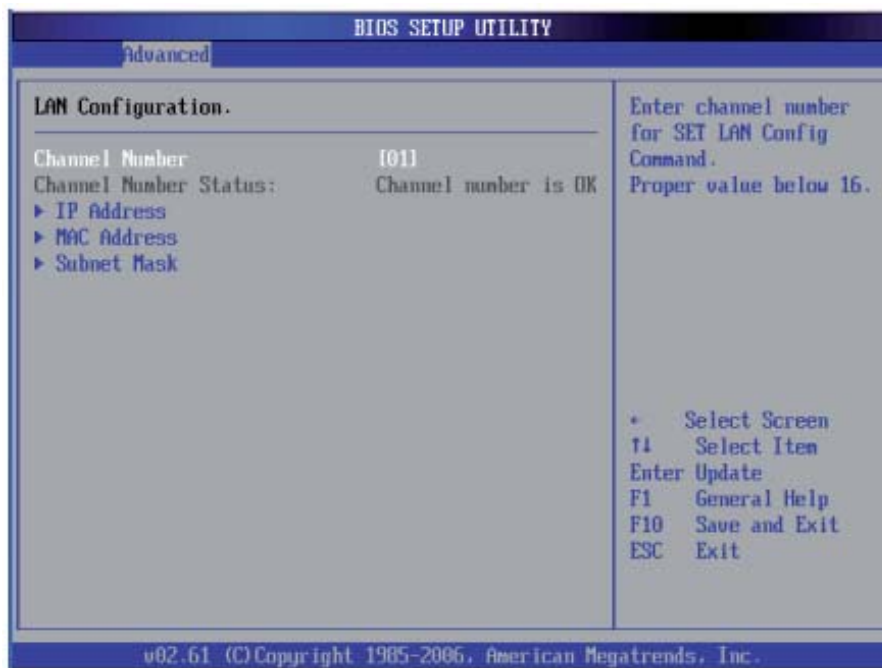 BIOS SETUP UTILITY
Advanced
LAN Configuration.
Channel Number [01]
Channel Number Status: Channel number is OK
▶ IP Address
▶ MAC Address
▶ Subnet Mask
Enter channel number
for SET LAN Config
Command.
Proper value below 16.
← Select Screen
↑↓ Select Item
Enter Update
F1 General Help
F10 Save and Exit
ESC Exit
v02.61 (C)Copyright 1985-2006, American Megatrends, Inc.